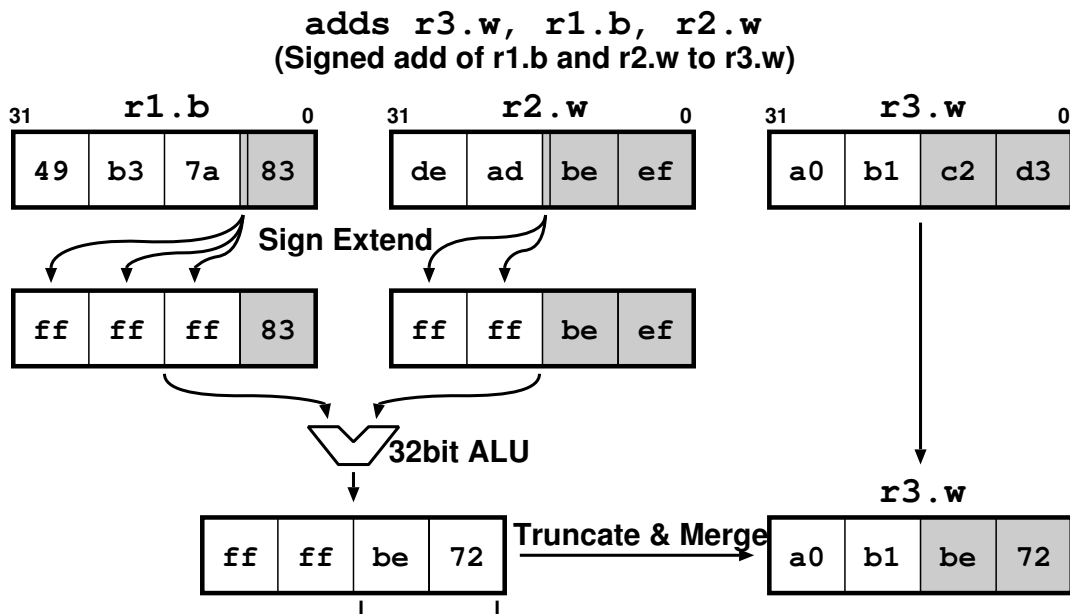 adds r3.w, r1.b, r2.w
(Signed add of r1.b and r2.w to r3.w)
31 r1.b 0 31 r2.w 0 31 r3.w 0
49 b3 7a 83 de ad be ef a0 b1 c2 d3
Sign Extend
ff ff ff 83 ff ff be ef
32bit ALU
r3.w
ff ff be 72 Truncate & Merge a0 b1 be 72